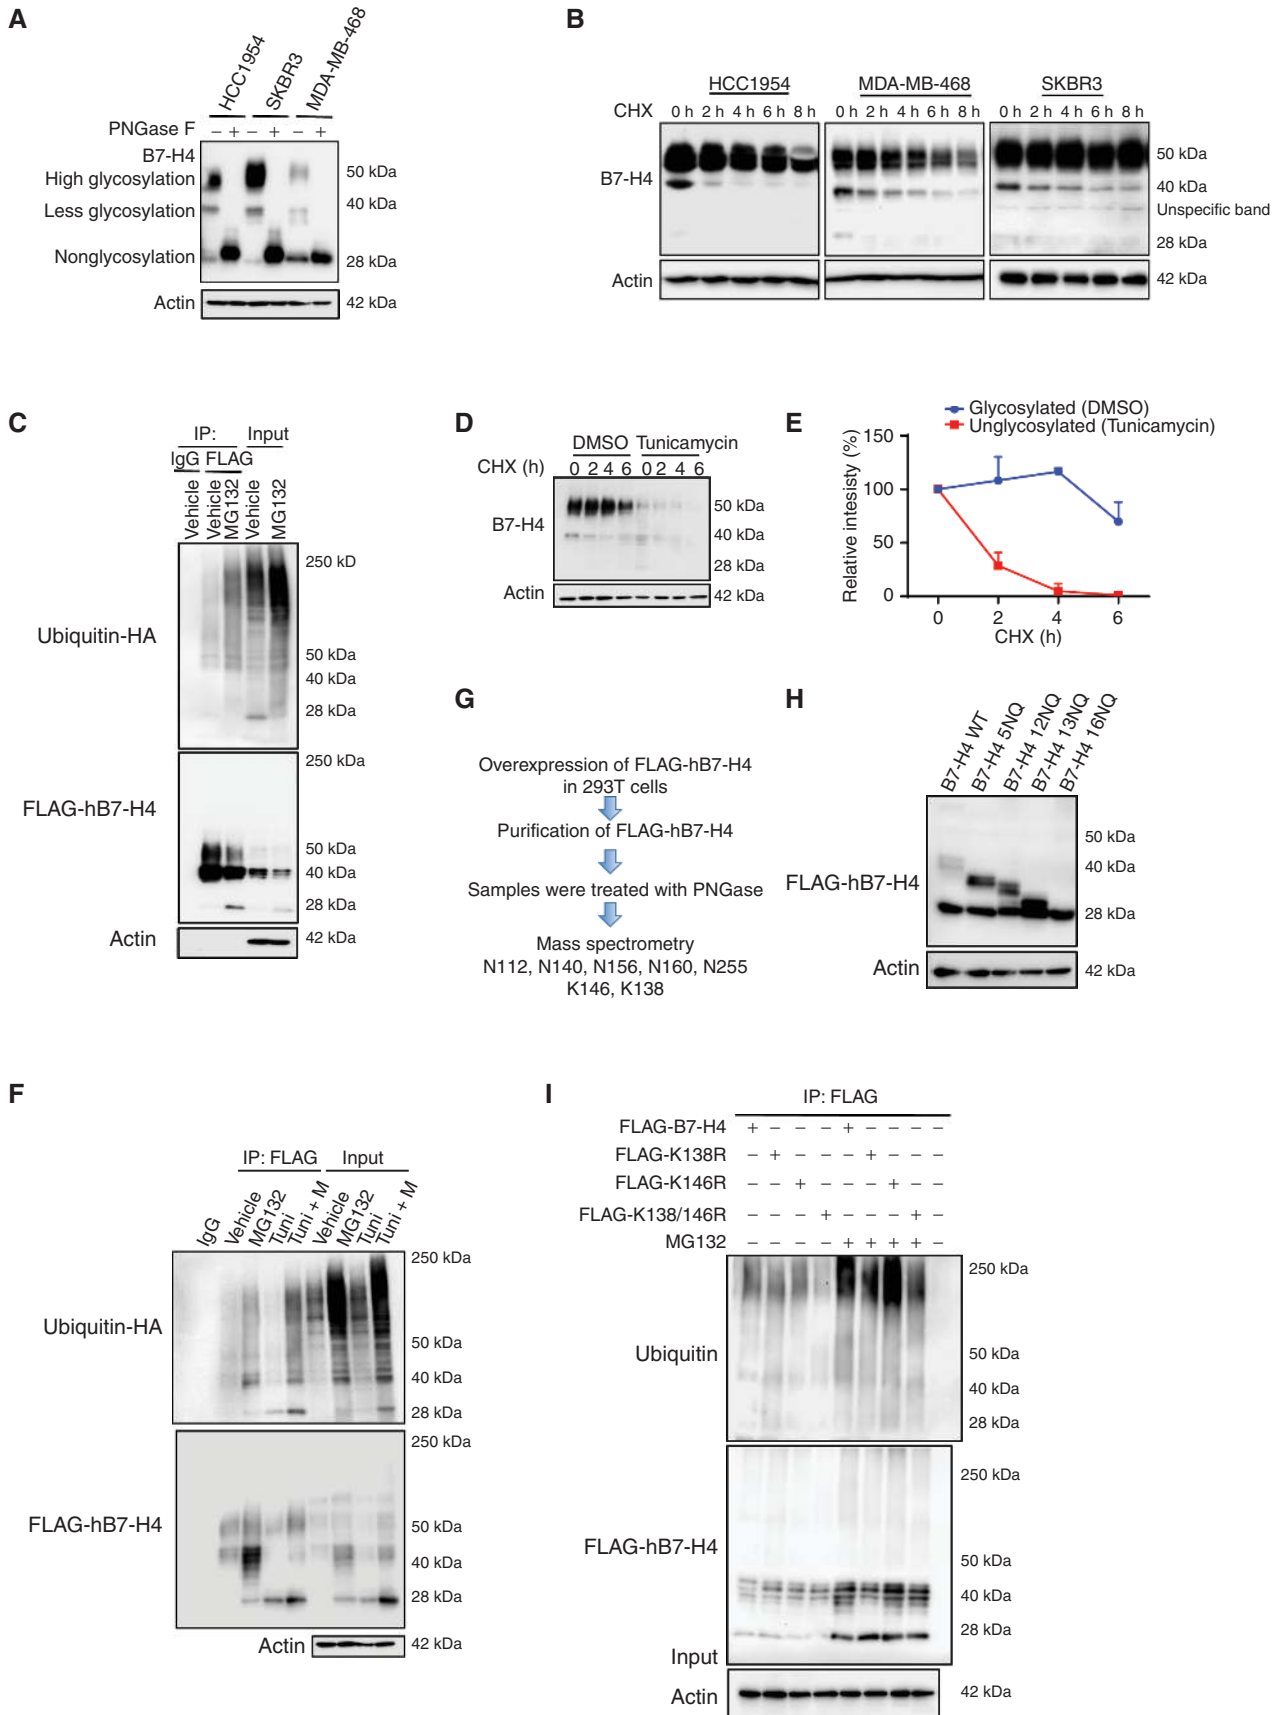 A
HCC1954
SKBR3
MDA-MB-468
PNGase F – + – + – +
B7-H4
High glycosylation
Less glycosylation
Nonglycosylation
50 kDa
40 kDa
28 kDa
Actin
42 kDa
B
HCC1954 MDA-MB-468 SKBR3
CHX 0 h 2 h 4 h 6 h 8 h 0 h 2 h 4 h 6 h 8 h 0 h 2 h 4 h 6 h 8 h
B7-H4
50 kDa
40 kDa
Unspecific band
28 kDa
Actin
42 kDa
C
IP: Input
IgG FLAG
Vehicle
Vehicle
MG132
Vehicle
MG132
250 kD
Ubiquitin-HA
50 kDa
40 kDa
28 kDa
250 kDa
FLAG-hB7-H4
50 kDa
40 kDa
28 kDa
Actin
42 kDa
D
DMSO Tunicamycin
CHX (h) 0 2 4 6 0 2 4 6
B7-H4
50 kDa
40 kDa
28 kDa
Actin
42 kDa
E
Glycosylated (DMSO)
Unglycosylated (Tunicamycin)
Relative intesisty (%)
150
100
50
0
0 2 4 6
CHX (h)
G
Overexpression of FLAG-hB7-H4
in 293T cells
Purification of FLAG-hB7-H4
Samples were treated with PNGase
Mass spectrometry
N112, N140, N156, N160, N255
K146, K138
H
B7-H4 WT
B7-H4 5NQ
B7-H4 12NQ
B7-H4 13NQ
B7-H4 16NQ
50 kDa
40 kDa
FLAG-hB7-H4
28 kDa
Actin
42 kDa
F
IP: FLAG Input
IgG
Vehicle
MG132
Tuni
Tuni + M
Vehicle
MG132
Tuni
Tuni + M
250 kDa
Ubiquitin-HA
50 kDa
40 kDa
28 kDa
250 kDa
FLAG-hB7-H4
50 kDa
40 kDa
28 kDa
Actin
42 kDa
I
IP: FLAG
FLAG-B7-H4 + – – – + – – – –
FLAG-K138R – + – – – + – – –
FLAG-K146R – – + – – – + – –
FLAG-K138/146R – – – + – – – + –
MG132 – – – – + + + + –
250 kDa
Ubiquitin
50 kDa
40 kDa
28 kDa
250 kDa
FLAG-hB7-H4
50 kDa
40 kDa
28 kDa
Input
Actin
42 kDa